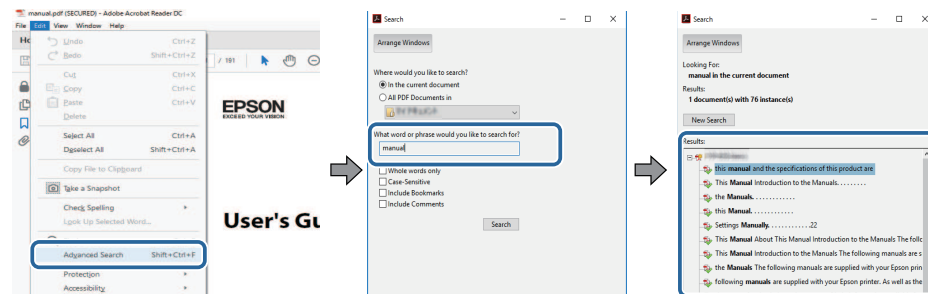 manual.pdf (SECURED) - Adobe Acrobat Reader DC
File Edit View Window Help
Undo Ctrl+Z
Redo Shift+Ctrl+Z
Cut Ctrl+X
Copy Ctrl+C
Paste Ctrl+V
Delete
Select All Ctrl+A
Deselect All Shift+Ctrl+A
Copy File to Clipboard
Take a Snapshot
Check Spelling
Look Up Selected Word...
Advanced Search Shift+Ctrl+F
Protection
Accessibility
/ 191
EPSON
EXCEED YOUR VISION
User's Gu
Search
Arrange Windows
Where would you like to search?
In the current document
All PDF Documents in
What word or phrase would you like to search for?
manual
Whole words only
Case-Sensitive
Include Bookmarks
Include Comments
Search
Search
Arrange Windows
Looking For:
manual in the current document
Results:
1 document(s) with 76 instance(s)
New Search
Results:
this manual and the specifications of this product are
This Manual Introduction to the Manuals. . . . . . . . .
the Manuals. . . . . . . . . . . . .
this Manual. . . . . . . . . . . . .
Settings Manually. . . . . . . . . . . . .22
This Manual About This Manual Introduction to the Manuals The follc
This Manual Introduction to the Manuals The following manuals are s
the Manuals The following manuals are supplied with your Epson prin
following manuals are supplied with your Epson printer. As well as the